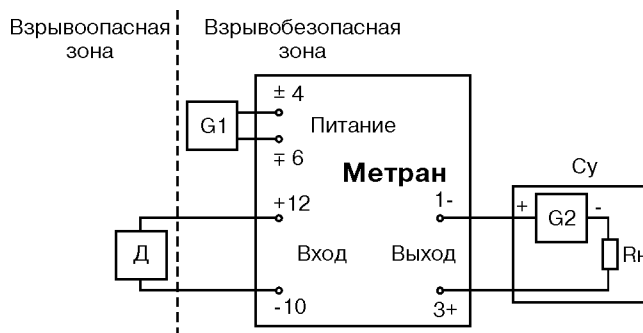 Взрывоопасная
зона
Взрывобезопасная
зона
± 4
G1
Питание
∓ 6
Метран
Су
+12
1-
+
G2
-
Д
Вход
Выход
Rн
-10
3+